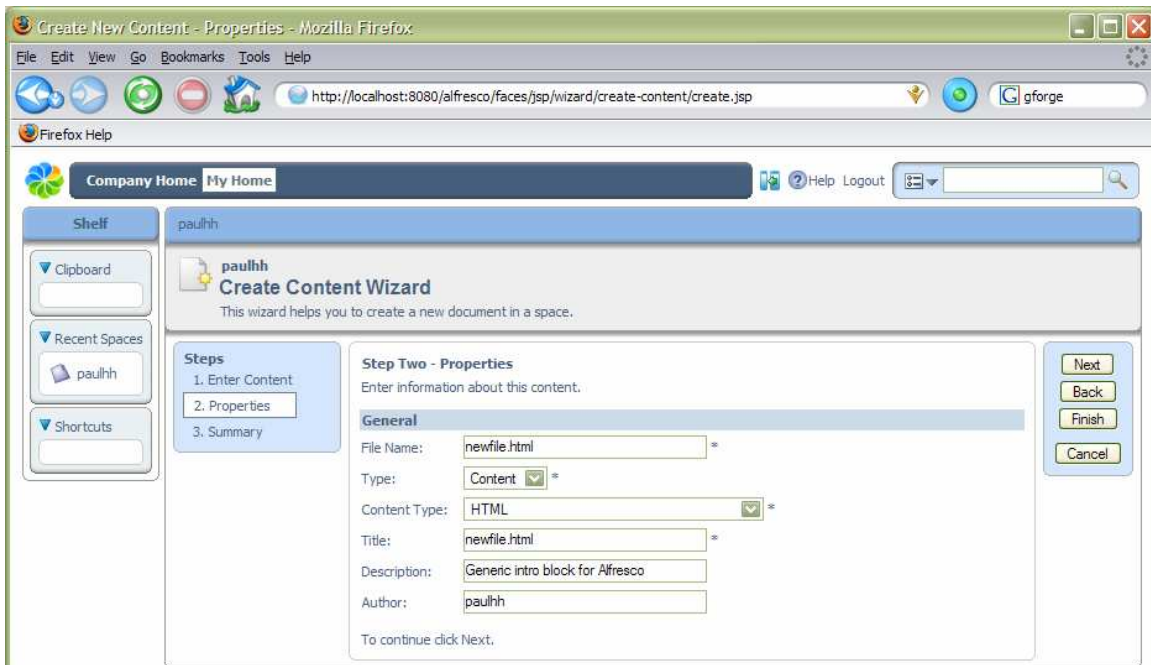 Create New Content - Properties - Mozilla Firefox
File Edit View Go Bookmarks Tools Help
http://localhost:8080/alfresco/faces/jsp/wizard/create-content/create.jsp
G gforge
Firefox Help
Company Home My Home
Help Logout
Shelf
paulhh
Clipboard
Recent Spaces
paulhh
Shortcuts
paulhh
Create Content Wizard
This wizard helps you to create a new document in a space.
Steps
1. Enter Content
2. Properties
3. Summary
Step Two - Properties
Enter information about this content.
General
File Name: newfile.html *
Type: Content *
Content Type: HTML *
Title: newfile.html *
Description: Generic intro block for Alfresco
Author: paulhh
To continue click Next.
Next
Back
Finish
Cancel